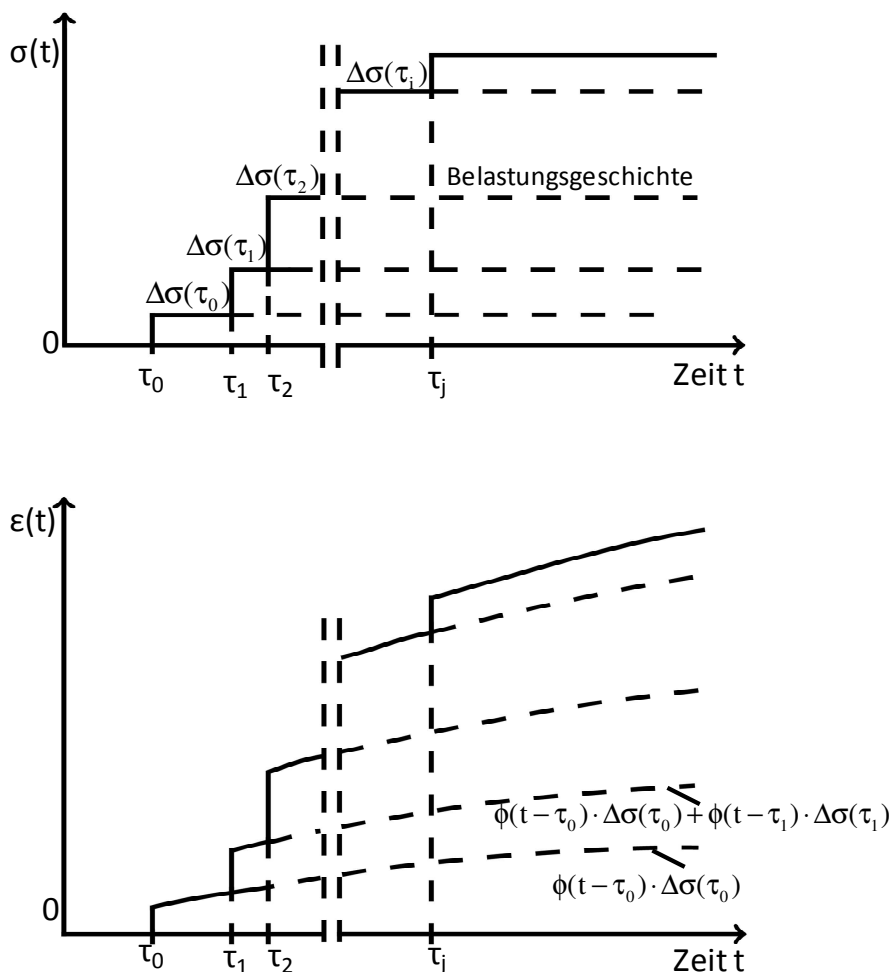 σ(t)
Δσ(τᵢ)
Δσ(τ₂)
Belastungsgeschichte
Δσ(τ₁)
Δσ(τ₀)
0
τ₀ τ₁ τ₂ τⱼ Zeit t
ε(t)
ϕ(t−τ₀)·Δσ(τ₀)+ϕ(t−τ₁)·Δσ(τ₁)
ϕ(t−τ₀)·Δσ(τ₀)
0
τ₀ τ₁ τ₂ τⱼ Zeit t